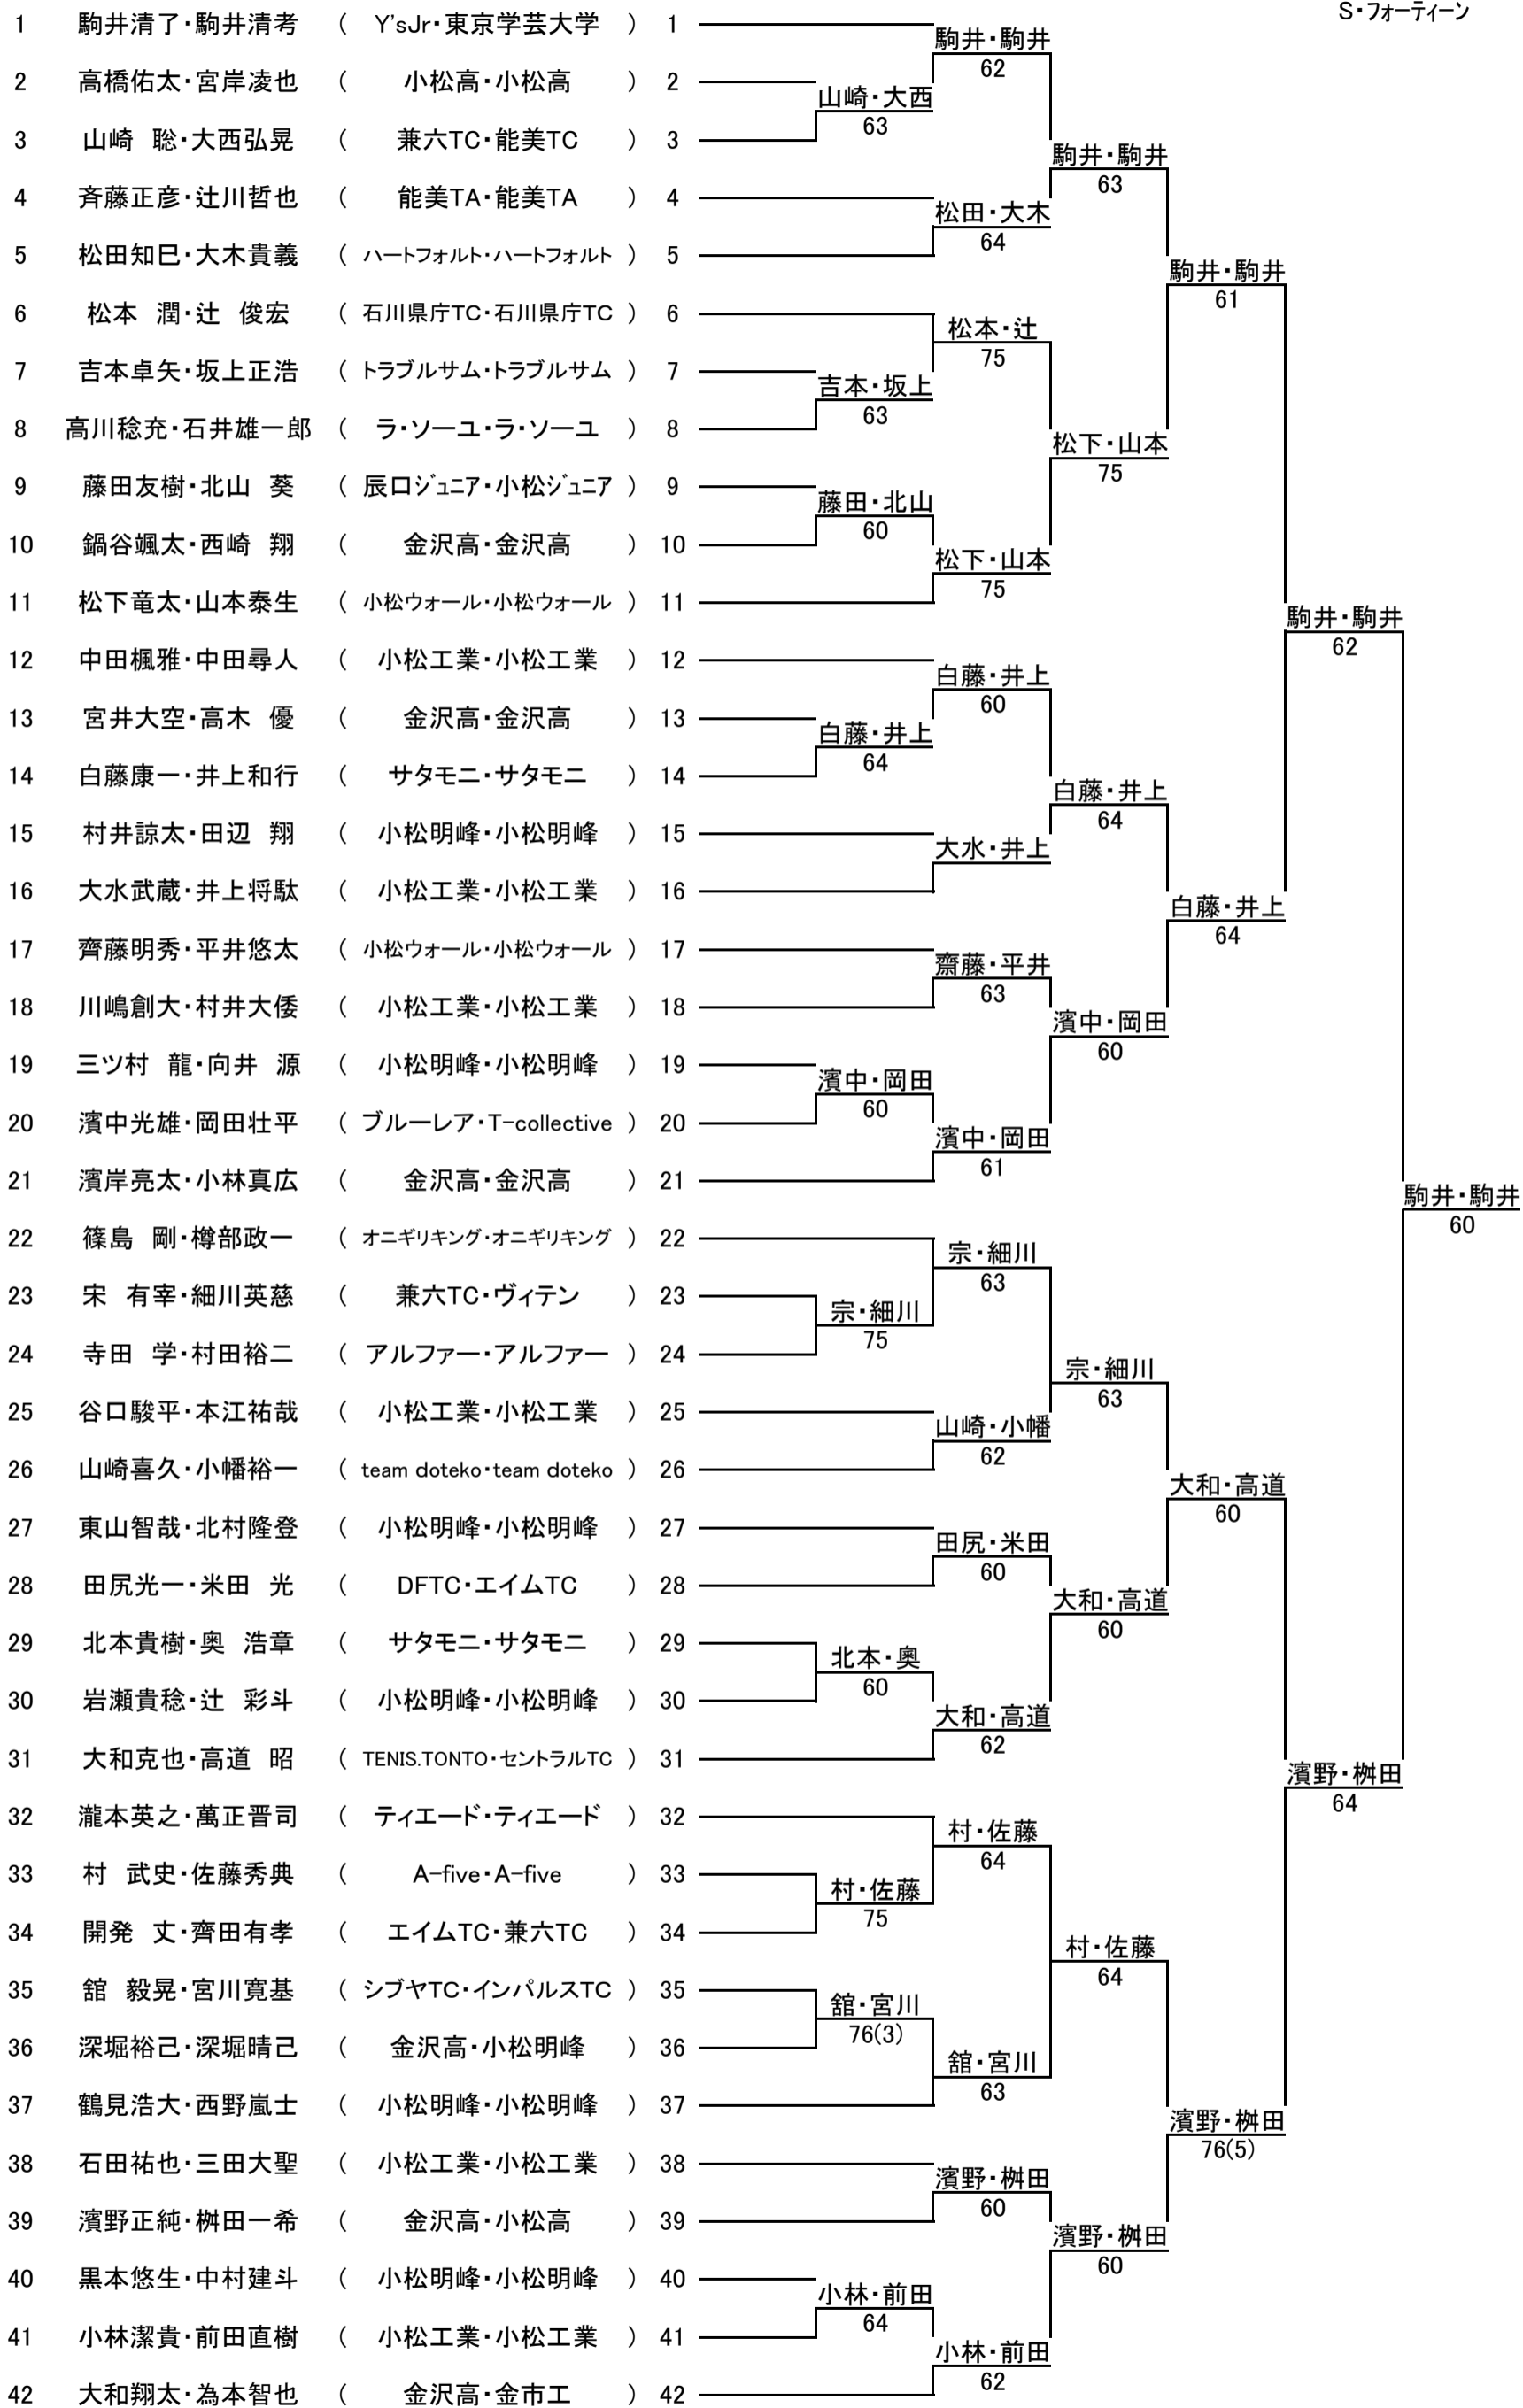 S・フォーティーン
1 駒井清了・駒井清考 ( Y'sJr・東京学芸大学 ) 1
駒井・駒井
62
2 高橋佑太・宮岸凌也 ( 小松高・小松高 ) 2
山崎・大西
63
3 山崎 聡・大西弘晃 ( 兼六TC・能美TC ) 3
駒井・駒井
63
4 斉藤正彦・辻川哲也 ( 能美TA・能美TA ) 4
松田・大木
64
5 松田知巳・大木貴義 ( ハートフォルト・ハートフォルト ) 5
駒井・駒井
61
6 松本 潤・辻 俊宏 ( 石川県庁TC・石川県庁TC ) 6
松本・辻
75
7 吉本卓矢・坂上正浩 ( トラブルサム・トラブルサム ) 7
吉本・坂上
63
8 高川稔充・石井雄一郎 ( ラ・ソーユ・ラ・ソーユ ) 8
松下・山本
75
9 藤田友樹・北山 葵 ( 辰口ジュニア・小松ジュニア ) 9
藤田・北山
60
10 鍋谷颯太・西崎 翔 ( 金沢高・金沢高 ) 10
松下・山本
75
11 松下竜太・山本泰生 ( 小松ウォール・小松ウォール ) 11
駒井・駒井
62
12 中田楓雅・中田尋人 ( 小松工業・小松工業 ) 12
白藤・井上
60
13 宮井大空・高木 優 ( 金沢高・金沢高 ) 13
白藤・井上
64
14 白藤康一・井上和行 ( サタモニ・サタモニ ) 14
白藤・井上
64
15 村井諒太・田辺 翔 ( 小松明峰・小松明峰 ) 15
大水・井上
16 大水武蔵・井上将駄 ( 小松工業・小松工業 ) 16
白藤・井上
64
17 齊藤明秀・平井悠太 ( 小松ウォール・小松ウォール ) 17
齋藤・平井
63
18 川嶋創大・村井大倭 ( 小松工業・小松工業 ) 18
濱中・岡田
60
19 三ツ村 龍・向井 源 ( 小松明峰・小松明峰 ) 19
濱中・岡田
60
20 濱中光雄・岡田壮平 ( ブルーレア・T-collective ) 20
濱中・岡田
61
21 濱岸亮太・小林真広 ( 金沢高・金沢高 ) 21
駒井・駒井
60
22 篠島 剛・樽部政一 ( オニギリキング・オニギリキング ) 22
宗・細川
63
23 宋 有宰・細川英慈 ( 兼六TC・ヴィテン ) 23
宗・細川
75
24 寺田 学・村田裕二 ( アルファー・アルファー ) 24
宗・細川
63
25 谷口駿平・本江祐哉 ( 小松工業・小松工業 ) 25
山崎・小幡
62
26 山崎喜久・小幡裕一 ( team doteko・team doteko ) 26
大和・高道
60
27 東山智哉・北村隆登 ( 小松明峰・小松明峰 ) 27
田尻・米田
60
28 田尻光一・米田 光 ( DFTC・エイムTC ) 28
大和・高道
60
29 北本貴樹・奥 浩章 ( サタモニ・サタモニ ) 29
北本・奥
60
30 岩瀬貴稔・辻 彩斗 ( 小松明峰・小松明峰 ) 30
大和・高道
62
31 大和克也・高道 昭 ( TENIS.TONTO・セントラルTC ) 31
濱野・桝田
64
32 瀧本英之・萬正晋司 ( ティエード・ティエード ) 32
村・佐藤
64
33 村 武史・佐藤秀典 ( A-five・A-five ) 33
村・佐藤
75
34 開発 丈・齊田有孝 ( エイムTC・兼六TC ) 34
村・佐藤
64
35 舘 毅晃・宮川寛基 ( シブヤTC・インパルスTC ) 35
舘・宮川
76(3)
36 深堀裕己・深堀晴己 ( 金沢高・小松明峰 ) 36
舘・宮川
63
37 鶴見浩大・西野嵐士 ( 小松明峰・小松明峰 ) 37
濱野・桝田
76(5)
38 石田祐也・三田大聖 ( 小松工業・小松工業 ) 38
濱野・桝田
60
39 濱野正純・桝田一希 ( 金沢高・小松高 ) 39
濱野・桝田
60
40 黒本悠生・中村建斗 ( 小松明峰・小松明峰 ) 40
小林・前田
64
41 小林潔貴・前田直樹 ( 小松工業・小松工業 ) 41
小林・前田
62
42 大和翔太・為本智也 ( 金沢高・金市工 ) 42